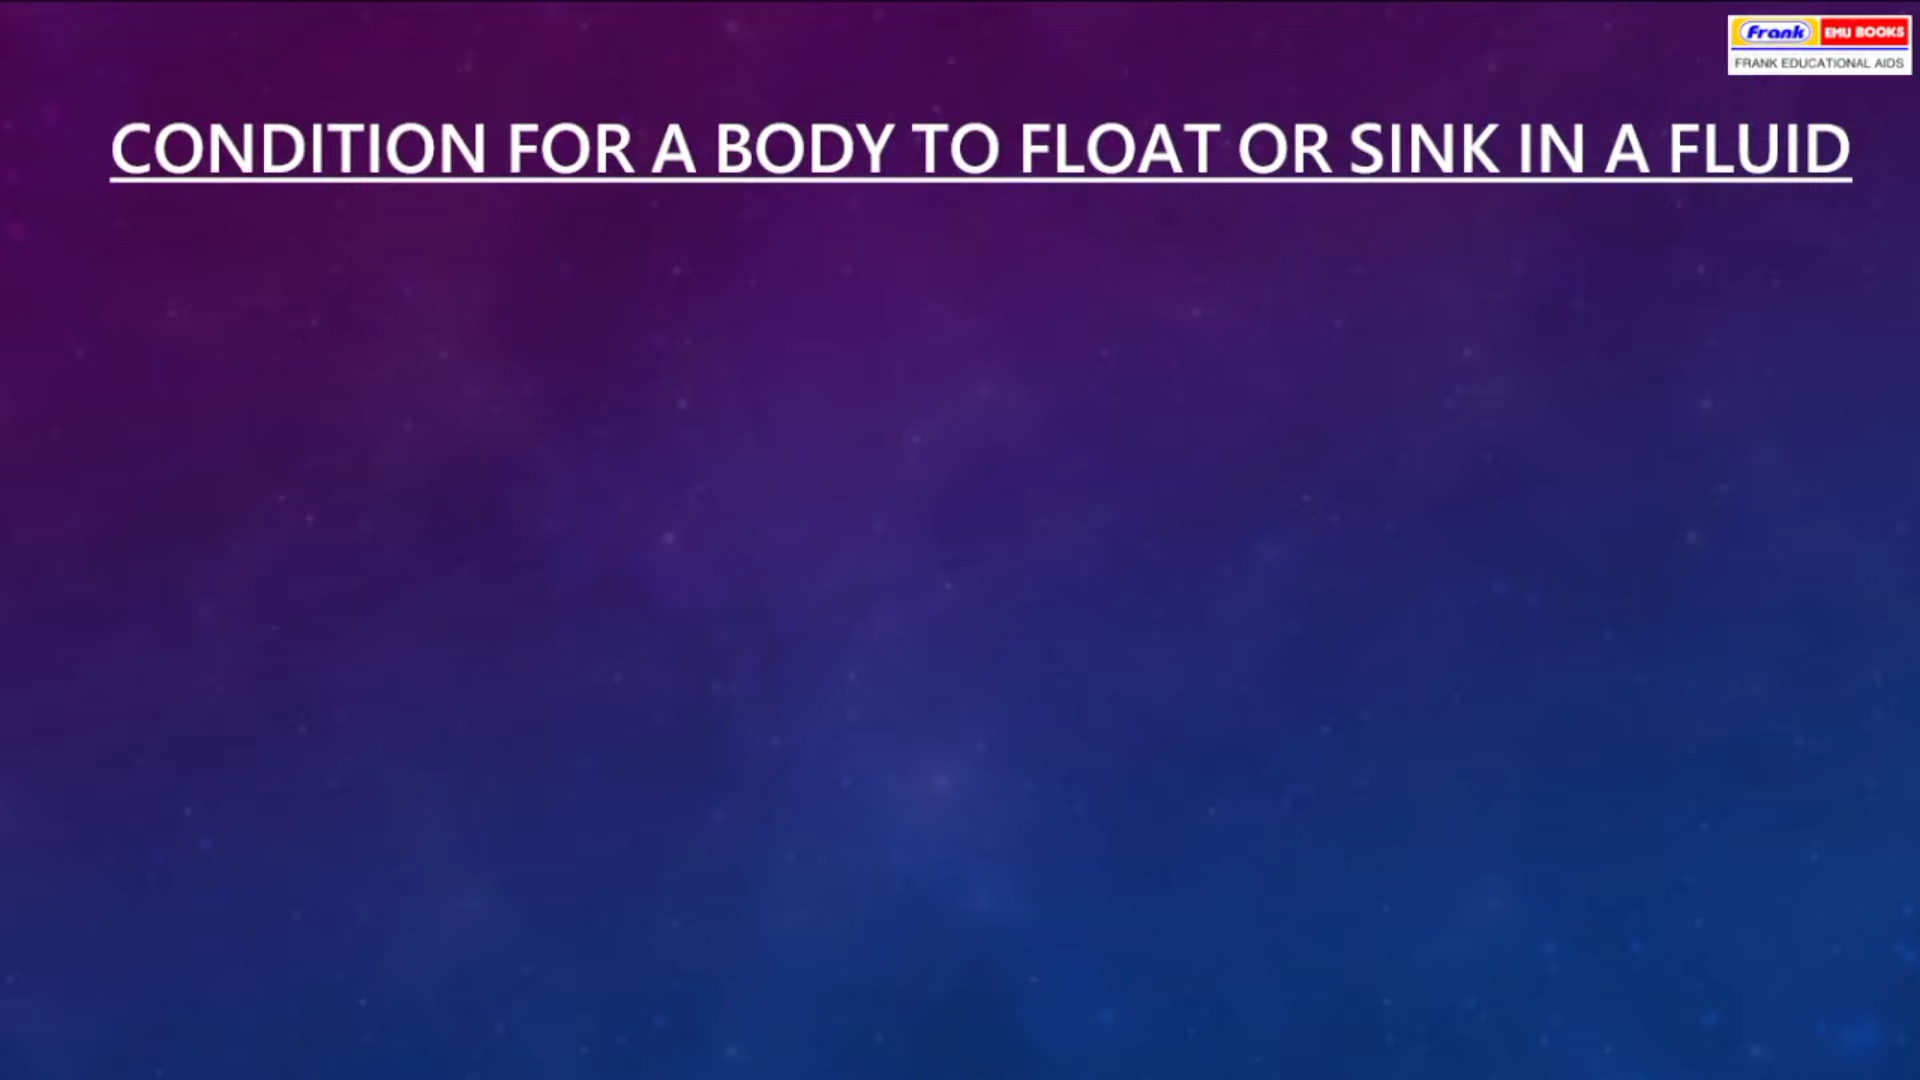 Frank EMU BOOKS
FRANK EDUCATIONAL AIDS
CONDITION FOR A BODY TO FLOAT OR SINK IN A FLUID